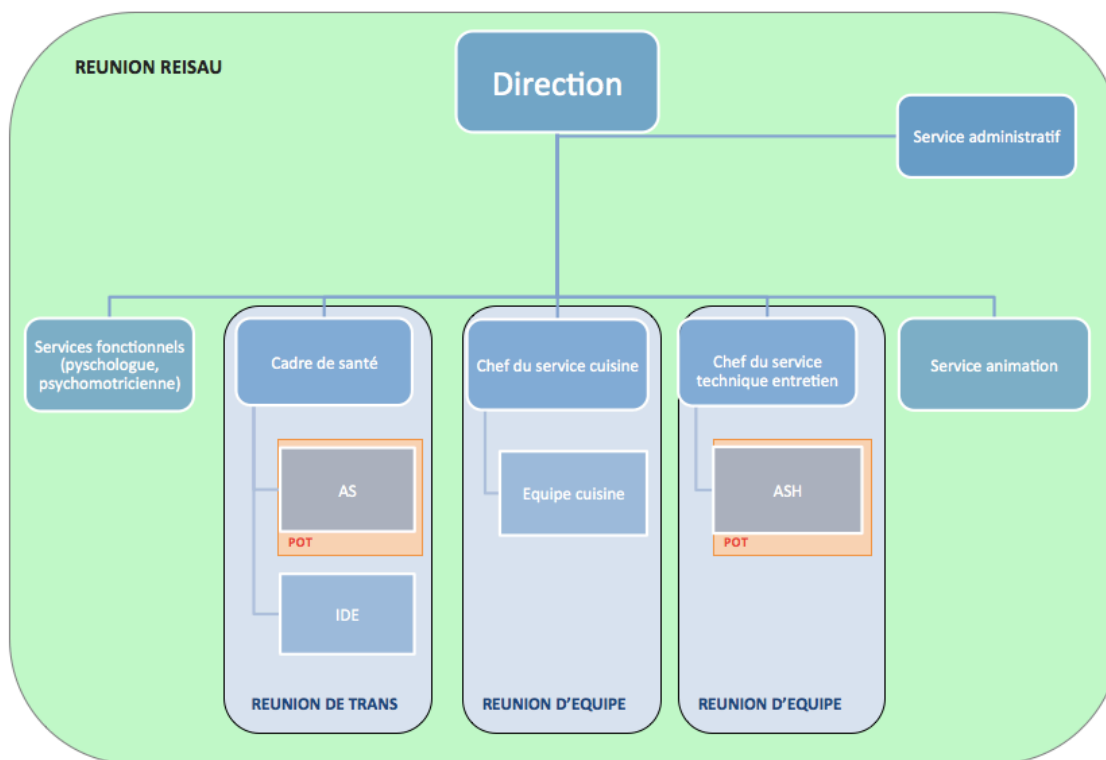 REUNION REISAU
Direction
Service administratif
Services fonctionnels
(pyschologue,
psychomotricienne)
Cadre de santé
Chef du service cuisine
Chef du service
technique entretien
Service animation
AS
POT
IDE
Equipe cuisine
ASH
POT
REUNION DE TRANS
REUNION D’EQUIPE
REUNION D’EQUIPE